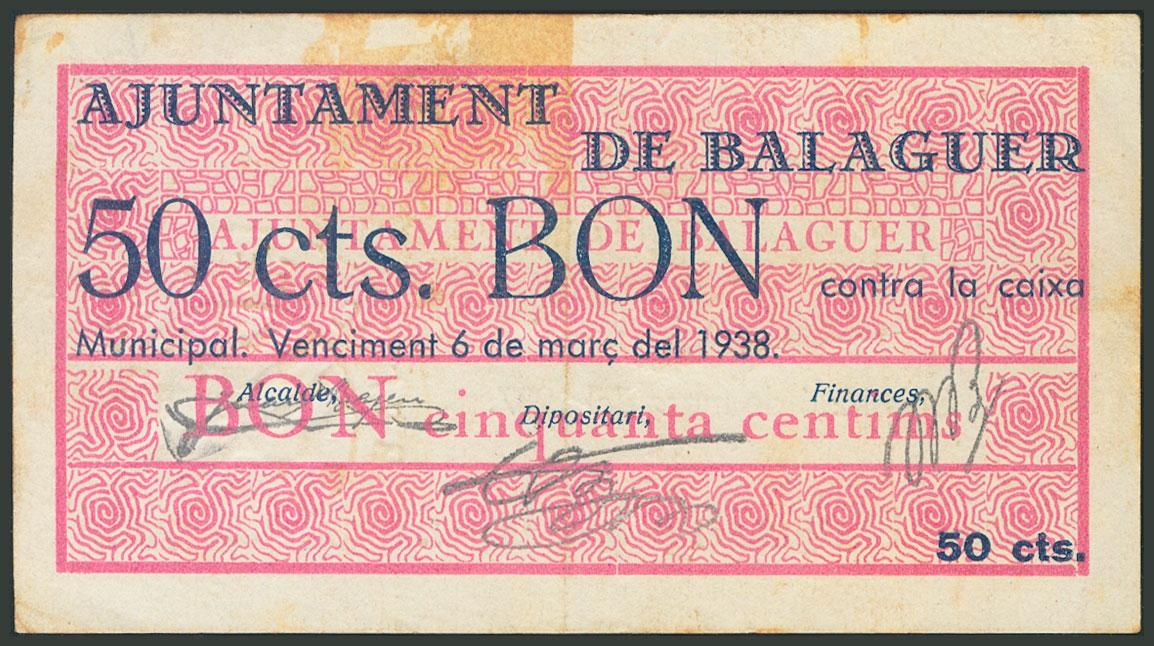 AJUNTAMENT
DE BALAGUER
AJUNTAMENT DE BALAGUER
50 cts. BON contra la caixa
Municipal. Venciment 6 de març del 1938.
Alcalde, Finances,
Dipositari,
BON cinquanta centims
50 cts.